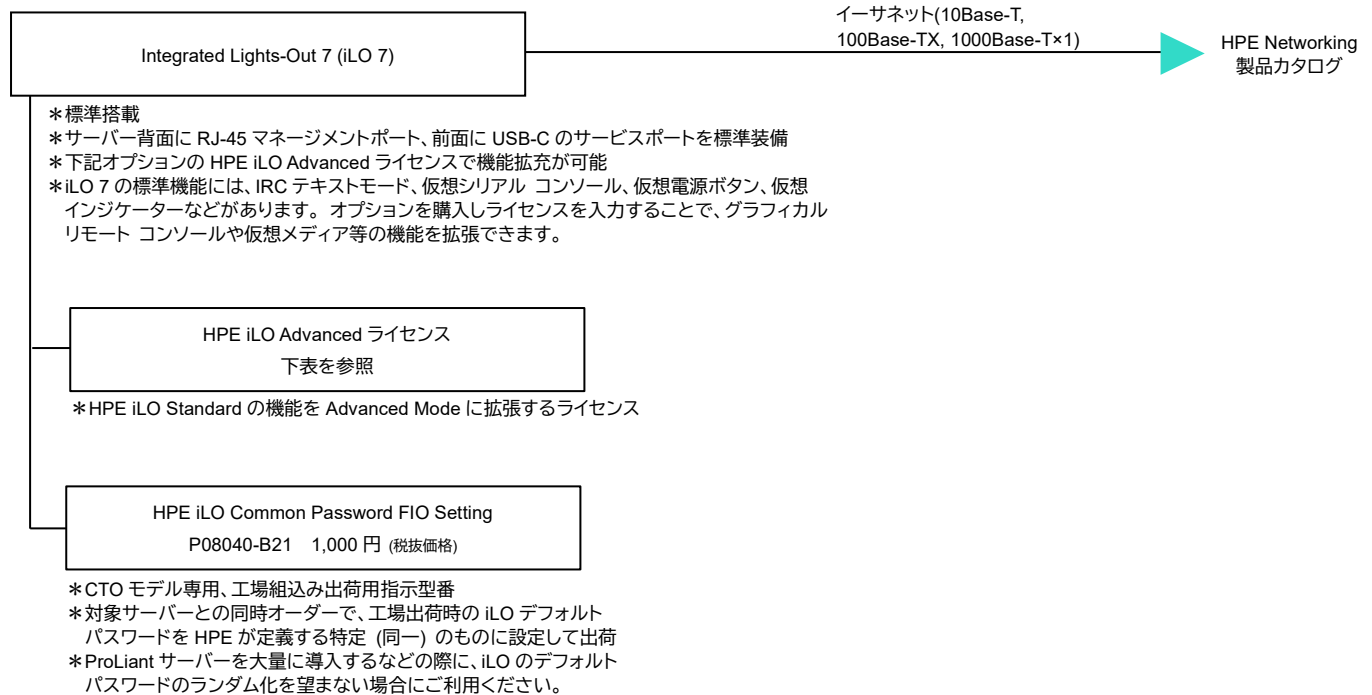 イーサネット(10Base-T,
100Base-TX, 1000Base-T×1)
Integrated Lights-Out 7 (iLO 7)
HPE Networking
製品カタログ
＊標準搭載
＊サーバー背面に RJ-45 マネージメントポート、前面に USB-C のサービスポートを標準装備
＊下記オプションの HPE iLO Advanced ライセンスで機能拡充が可能
＊iLO 7 の標準機能には、IRC テキストモード、仮想シリアル コンソール、仮想電源ボタン、仮想
インジケーターなどがあります。オプションを購入しライセンスを入力することで、グラフィカル
リモート コンソールや仮想メディア等の機能を拡張できます。
HPE iLO Advanced ライセンス
下表を参照
＊HPE iLO Standard の機能を Advanced Mode に拡張するライセンス
HPE iLO Common Password FIO Setting
P08040-B21 1,000 円 (税抜価格)
＊CTO モデル専用、工場組込み出荷用指示型番
＊対象サーバーとの同時オーダーで、工場出荷時の iLO デフォルト
パスワードを HPE が定義する特定 (同一) のものに設定して出荷
＊ProLiant サーバーを大量に導入するなどの際に、iLO のデフォルト
パスワードのランダム化を望まない場合にご利用ください。